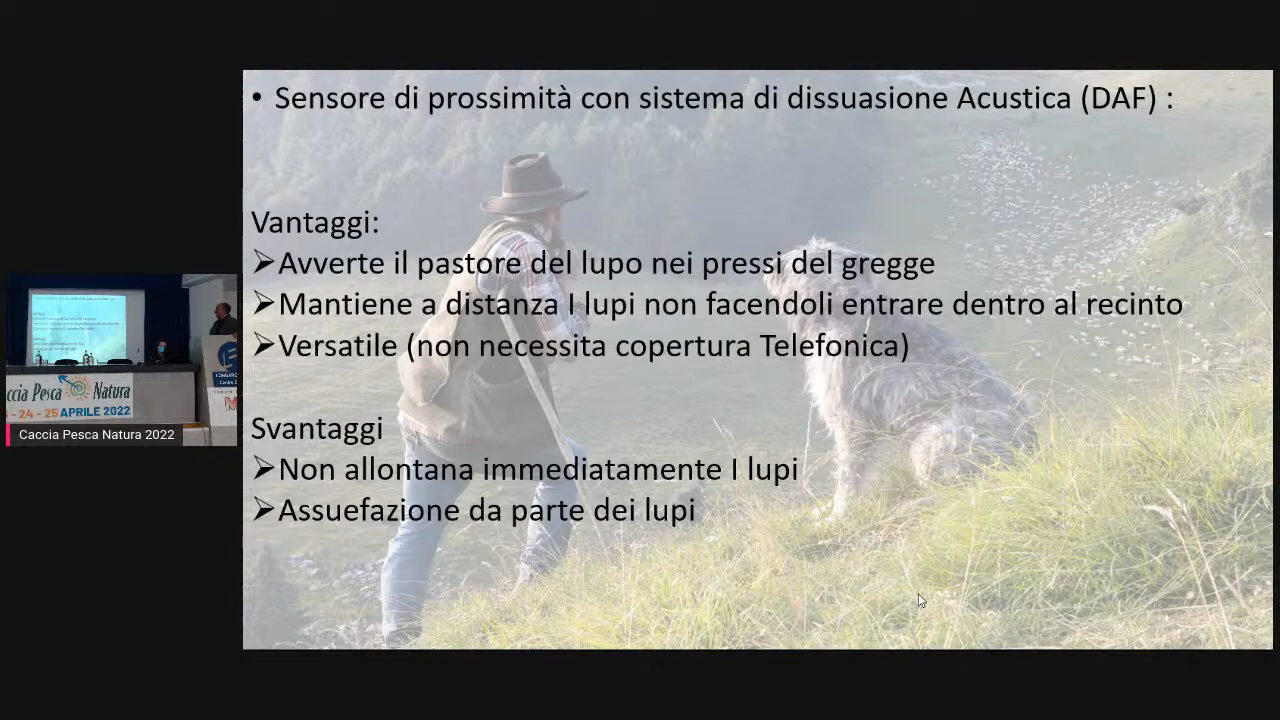 • Sensore di prossimità con sistema di dissuasione Acustica (DAF) :
Vantaggi:
➢Avverte il pastore del lupo nei pressi del gregge
➢Mantiene a distanza I lupi non facendoli entrare dentro al recinto
➢Versatile (non necessita copertura Telefonica)
Svantaggi
➢Non allontana immediatamente I lupi
➢Assuefazione da parte dei lupi
ccia Pesca Natura
- 24 - 25 APRILE 2022
Caccia Pesca Natura 2022